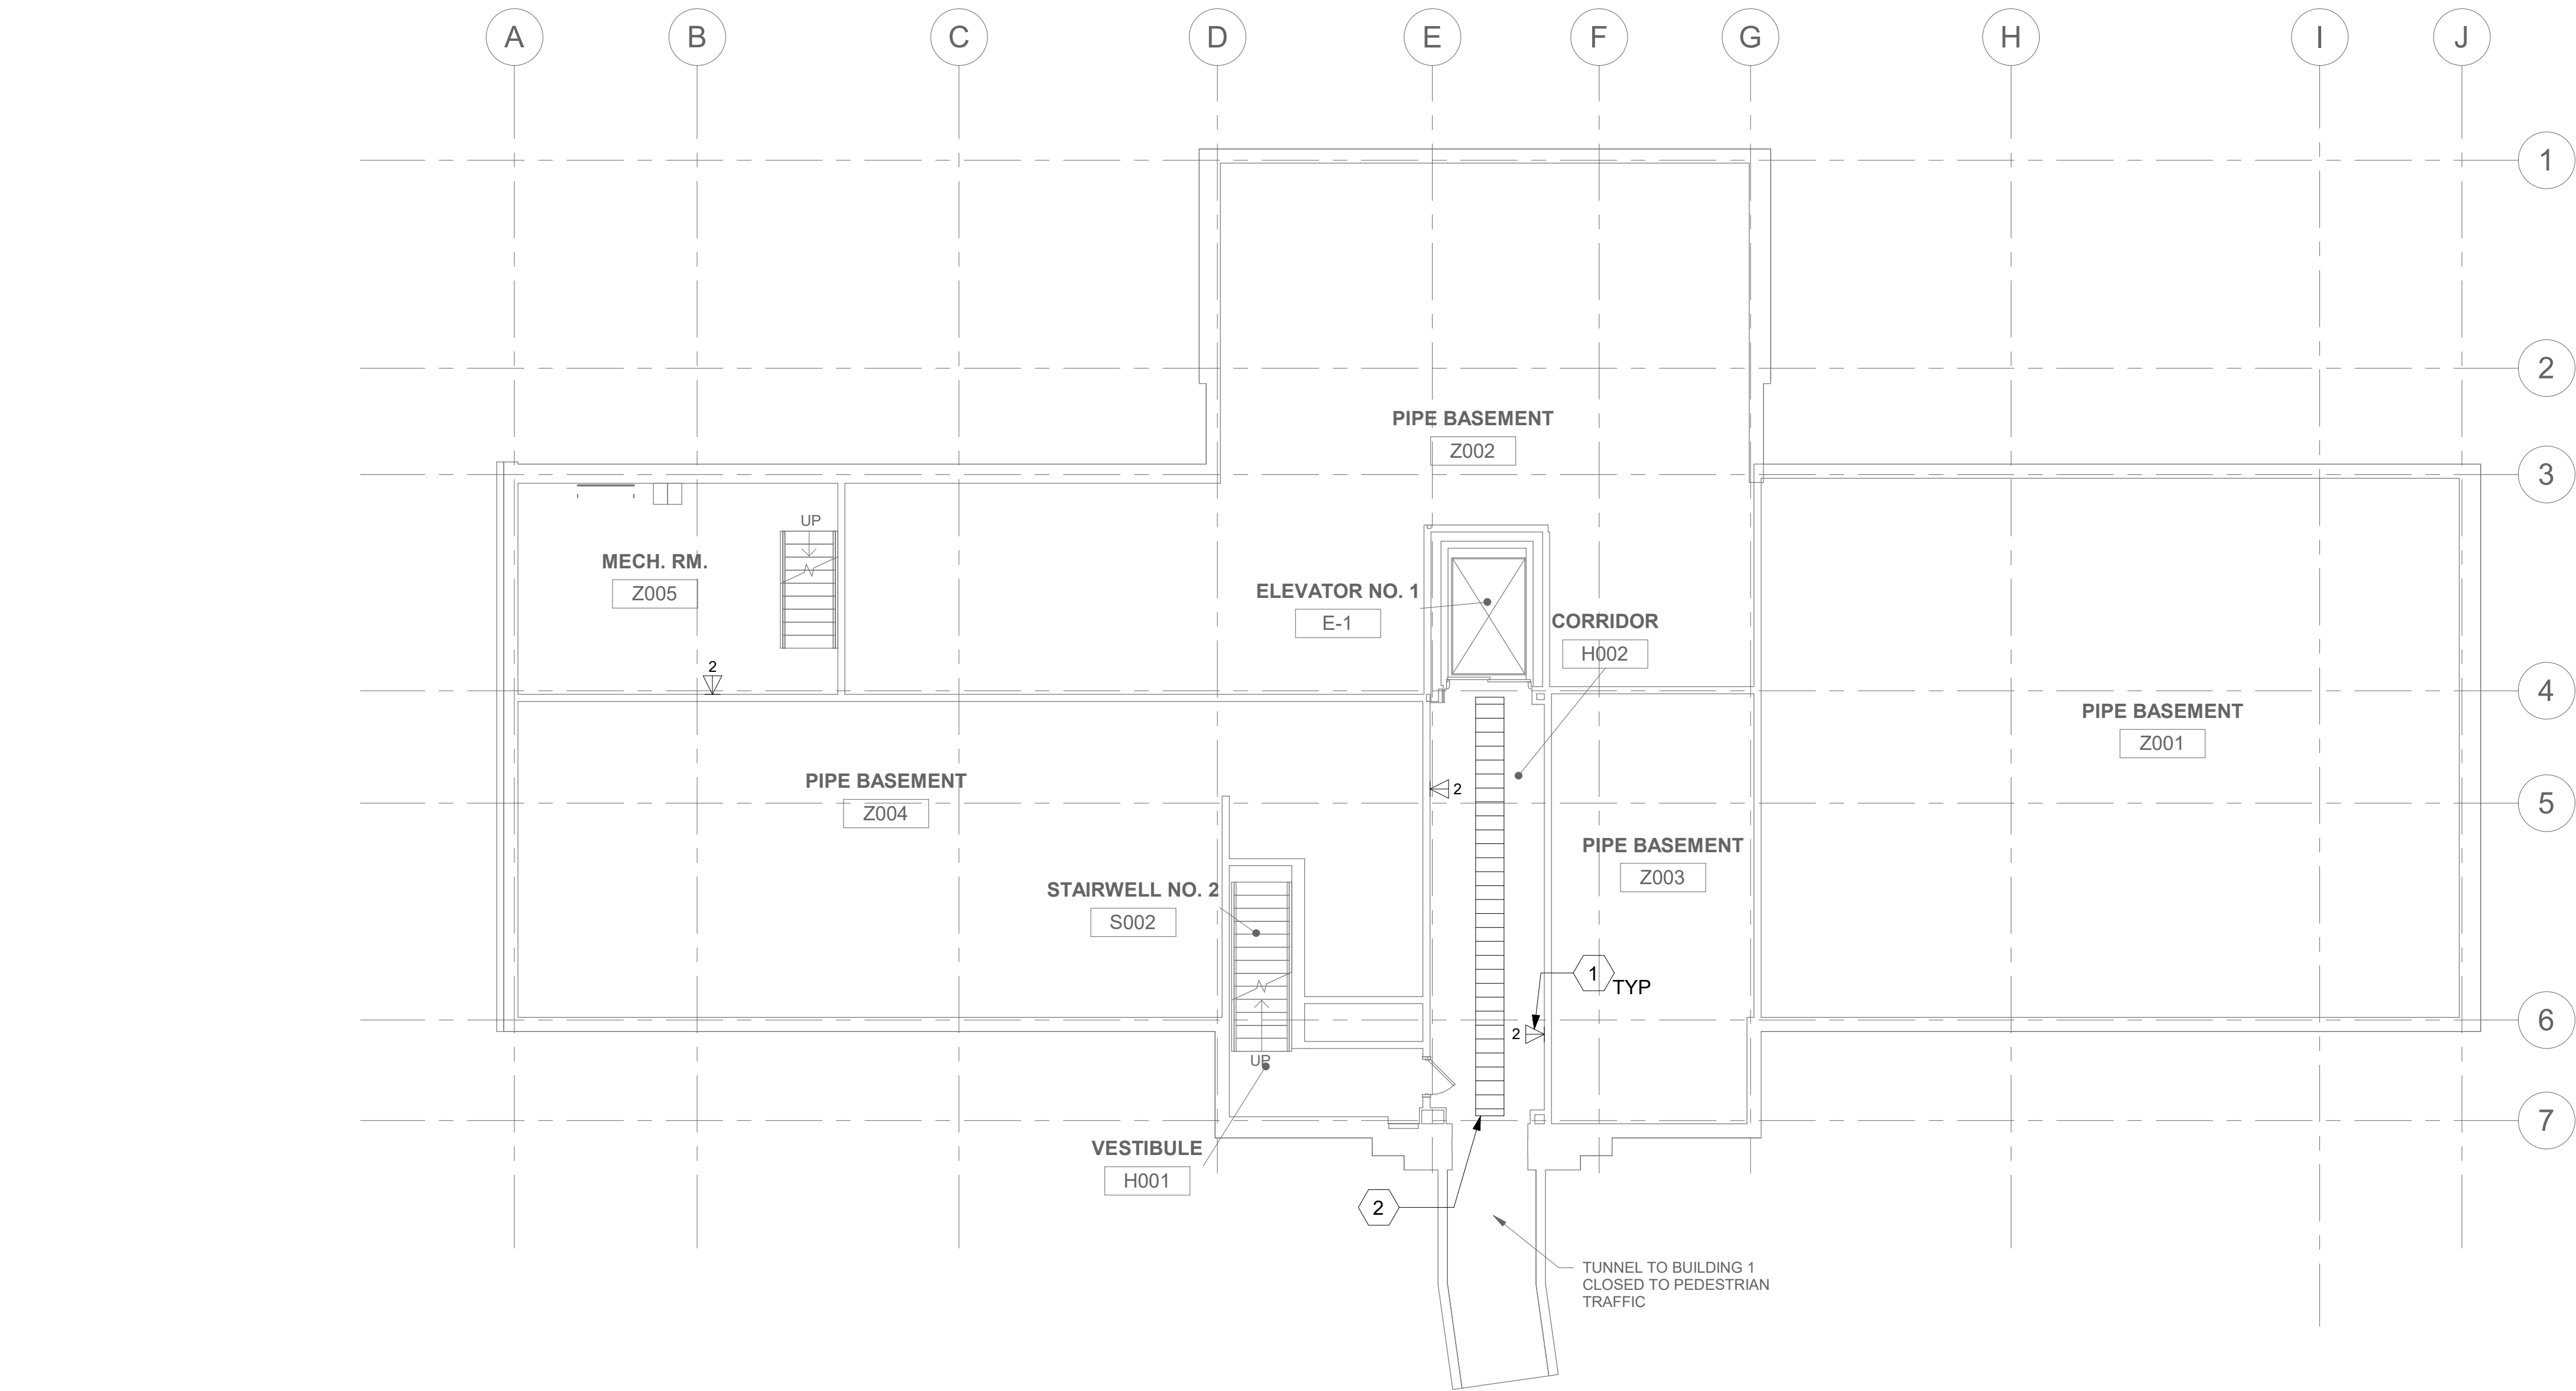 A
B
C
D
E
F
G
H
I
J
1
2
3
4
5
6
7
PIPE BASEMENT
Z002
UP
MECH. RM.
Z005
2
ELEVATOR NO. 1
E-1
CORRIDOR
H002
PIPE BASEMENT
Z001
PIPE BASEMENT
Z004
2
PIPE BASEMENT
Z003
STAIRWELL NO. 2
S002
1
TYP
2
UP
VESTIBULE
H001
2
TUNNEL TO BUILDING 1
CLOSED TO PEDESTRIAN
TRAFFIC